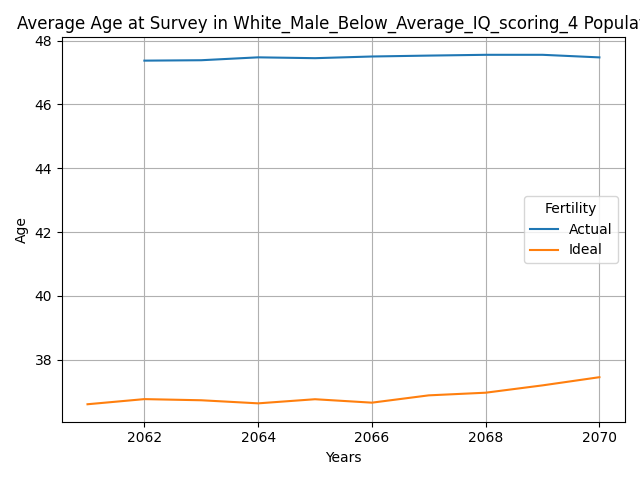 Average Age at Survey in White_Male_Below_Average_IQ_scoring_4 Popula
48
46
44
42
40
38
Age
Fertility
Actual
Ideal
2062 2064 2066 2068 2070
Years